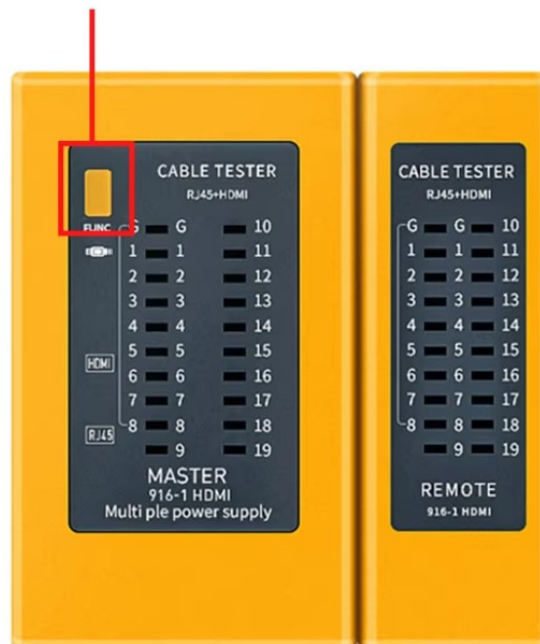 CABLE TESTER
RJ45+HDMI
FUNC
G G 10
1 1 11
2 2 12
3 3 13
4 4 14
HDMI
5 5 15
6 6 16
7 7 17
RJ45
8 8 18
9 19
MASTER
916-1 HDMI
Multi ple power supply
CABLE TESTER
RJ45+HDMI
G G 10
1 1 11
2 2 12
3 3 13
4 4 14
5 5 15
6 6 16
7 7 17
8 8 18
9 19
REMOTE
916-1 HDMI